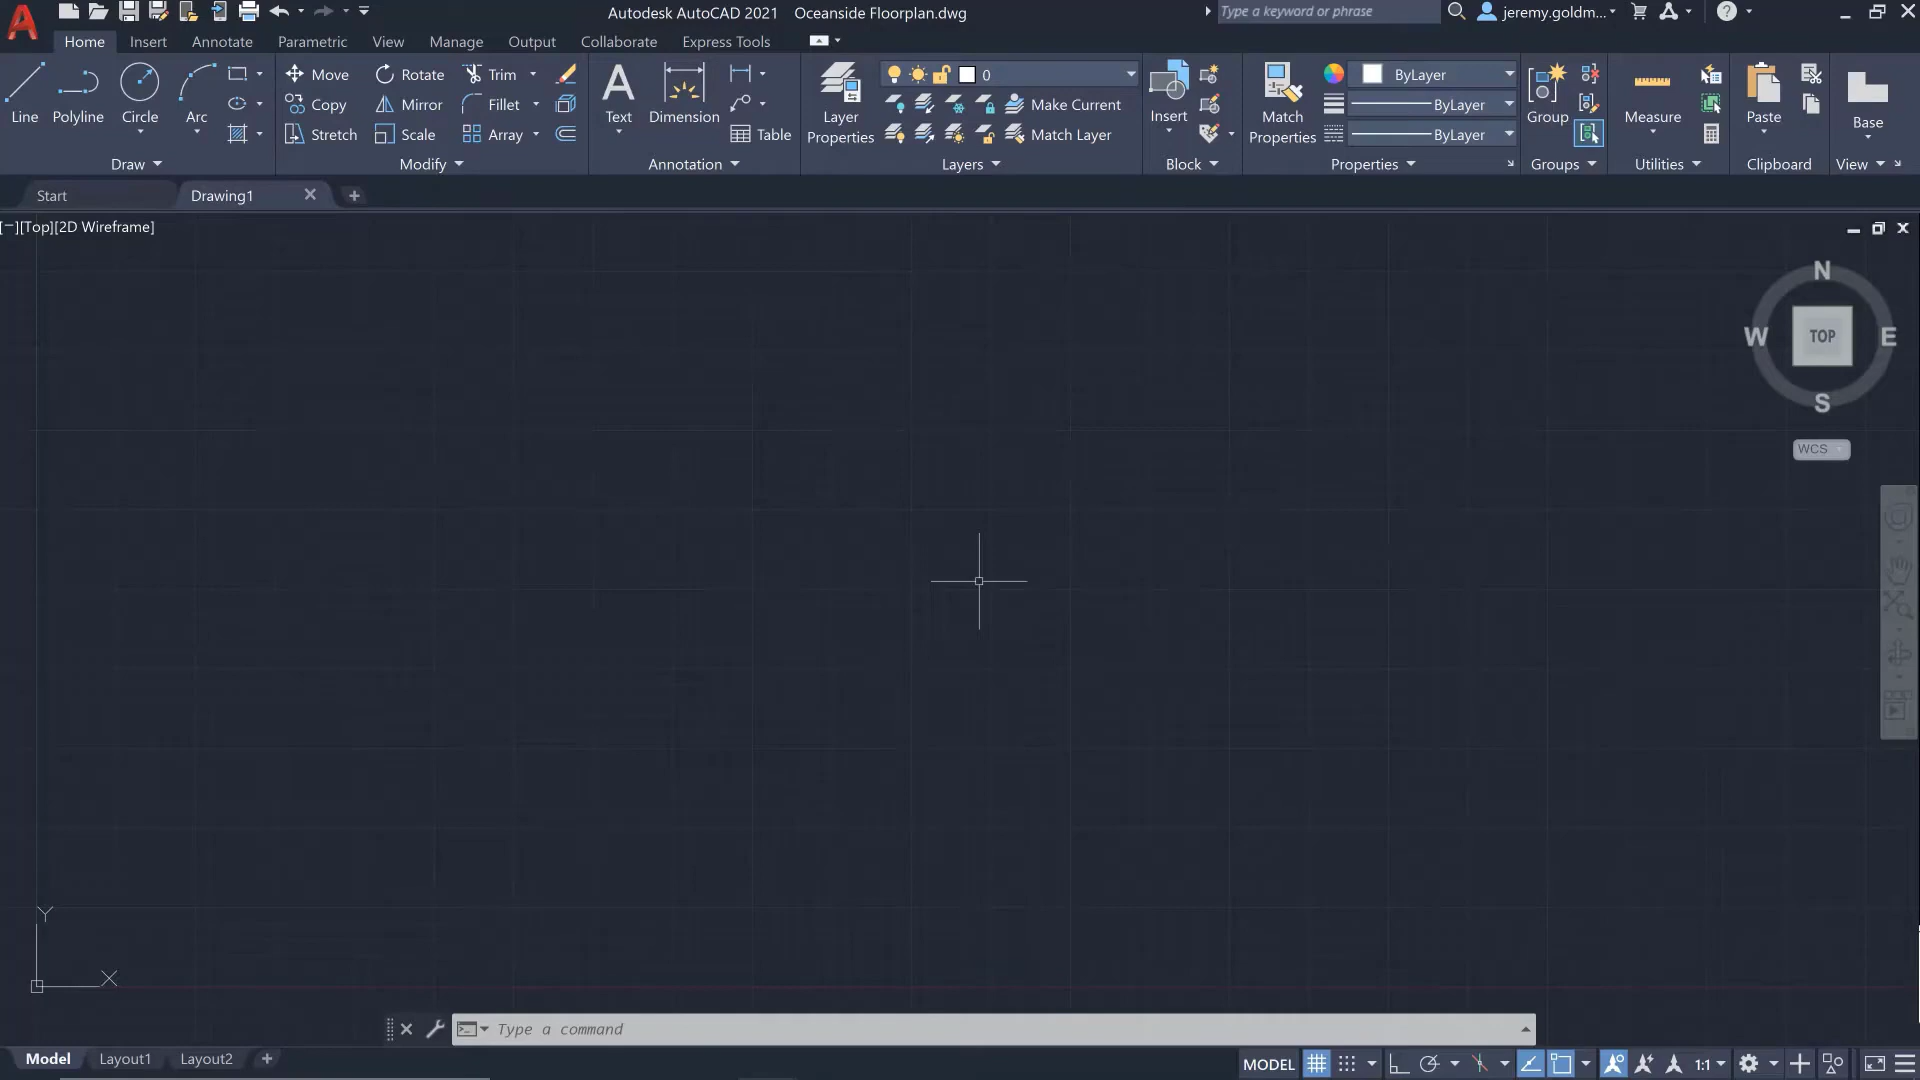 Autodesk AutoCAD 2021 Oceanside Floorplan.dwg
Type a keyword or phrase
jeremy.goldm...
Home Insert Annotate Parametric View Manage Output Collaborate Express Tools
Line Polyline Circle Arc
Move Rotate Trim
Copy Mirror Fillet
Stretch Scale Array
Text Dimension Table
Layer Properties
0
Make Current
Match Layer
Insert
Match Properties
ByLayer
ByLayer
ByLayer
Group
Measure
Paste
Base
Draw Modify Annotation Layers Block Properties Groups Utilities Clipboard View
Start Drawing1
[−][Top][2D Wireframe]
N
W TOP E
S
WCS
Y
X
Type a command
Model Layout1 Layout2
MODEL 1:1